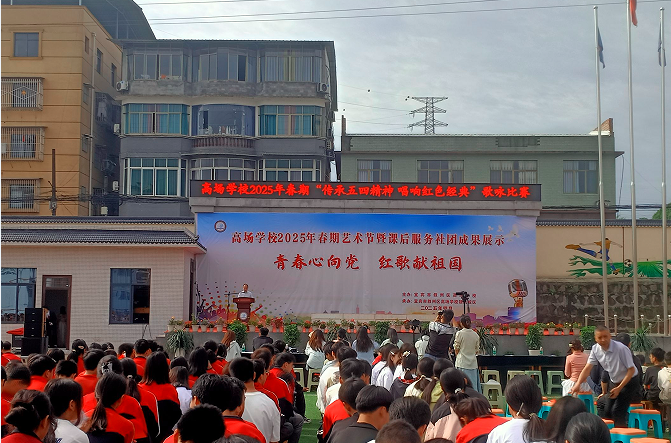 高场学校2025年春期“传承五四精神 唱响红色经典”歌咏比赛
高场学校2025年春期艺术节暨课后服务社团成果展示
青春心向党 红歌献祖国